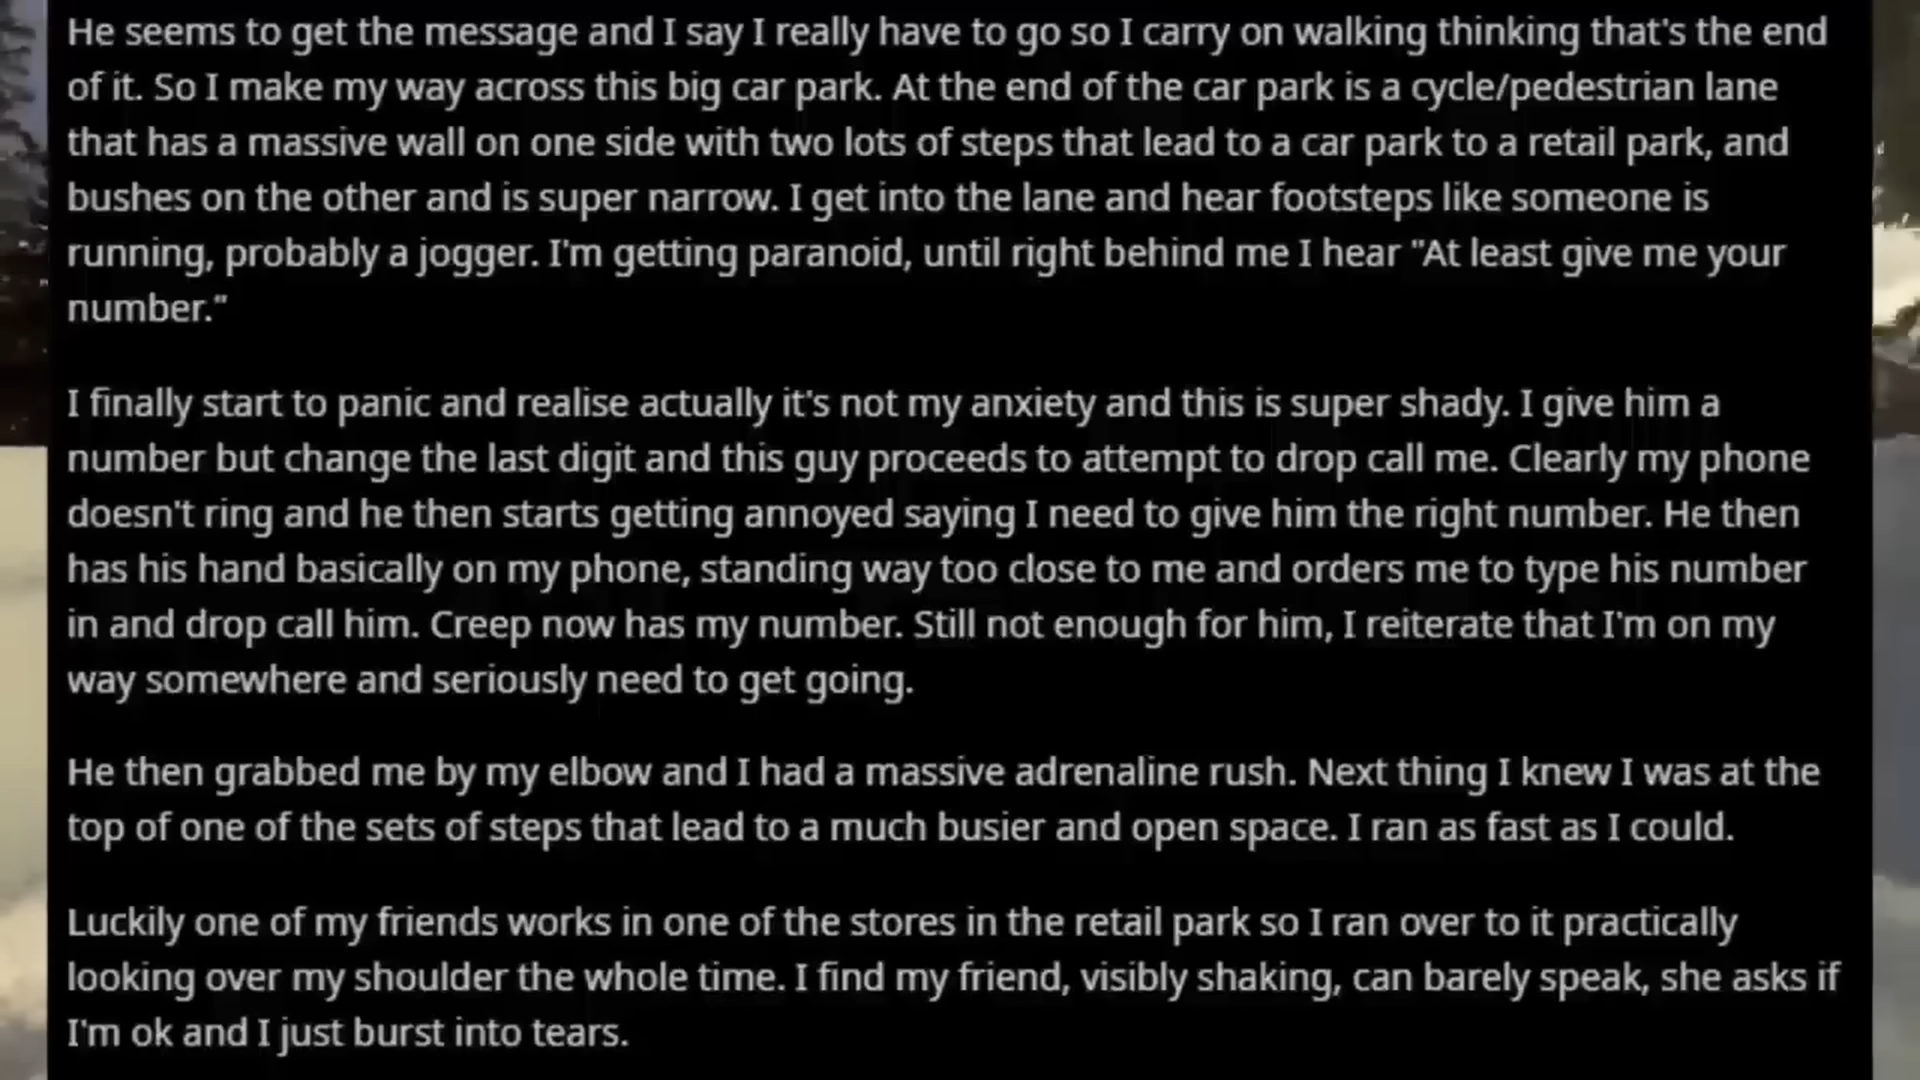 He seems to get the message and I say I really have to go so I carry on walking thinking that's the end
of it. So I make my way across this big car park. At the end of the car park is a cycle/pedestrian lane
that has a massive wall on one side with two lots of steps that lead to a car park to a retail park, and
bushes on the other and is super narrow. I get into the lane and hear footsteps like someone is
running, probably a jogger. I'm getting paranoid, until right behind me I hear "At least give me your
number."
I finally start to panic and realise actually it's not my anxiety and this is super shady. I give him a
number but change the last digit and this guy proceeds to attempt to drop call me. Clearly my phone
doesn't ring and he then starts getting annoyed saying I need to give him the right number. He then
has his hand basically on my phone, standing way too close to me and orders me to type his number
in and drop call him. Creep now has my number. Still not enough for him, I reiterate that I'm on my
way somewhere and seriously need to get going.
He then grabbed me by my elbow and I had a massive adrenaline rush. Next thing I knew I was at the
top of one of the sets of steps that lead to a much busier and open space. I ran as fast as I could.
Luckily one of my friends works in one of the stores in the retail park so I ran over to it practically
looking over my shoulder the whole time. I find my friend, visibly shaking, can barely speak, she asks if
I'm ok and I just burst into tears.